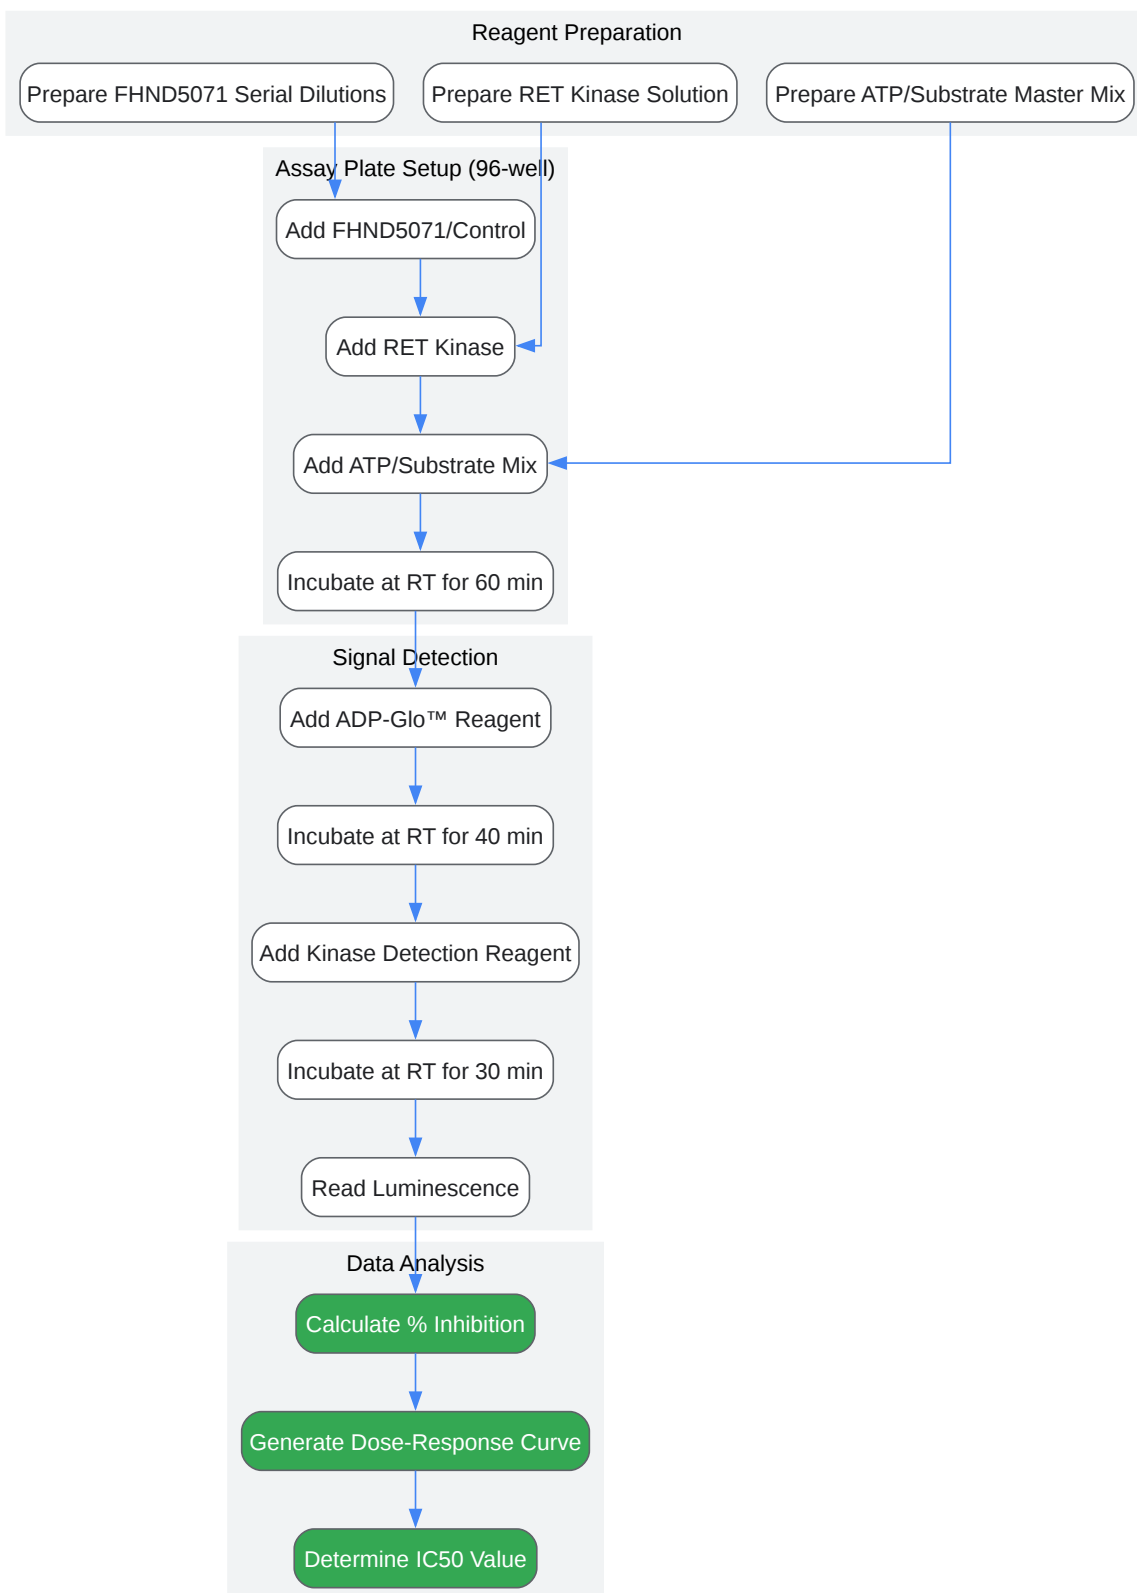 Reagent Preparation
Prepare FHND5071 Serial Dilutions
Prepare RET Kinase Solution
Prepare ATP/Substrate Master Mix
Assay Plate Setup (96-well)
Add FHND5071/Control
Add RET Kinase
Add ATP/Substrate Mix
Incubate at RT for 60 min
Signal Detection
Add ADP-Glo™ Reagent
Incubate at RT for 40 min
Add Kinase Detection Reagent
Incubate at RT for 30 min
Read Luminescence
Data Analysis
Calculate % Inhibition
Generate Dose-Response Curve
Determine IC50 Value